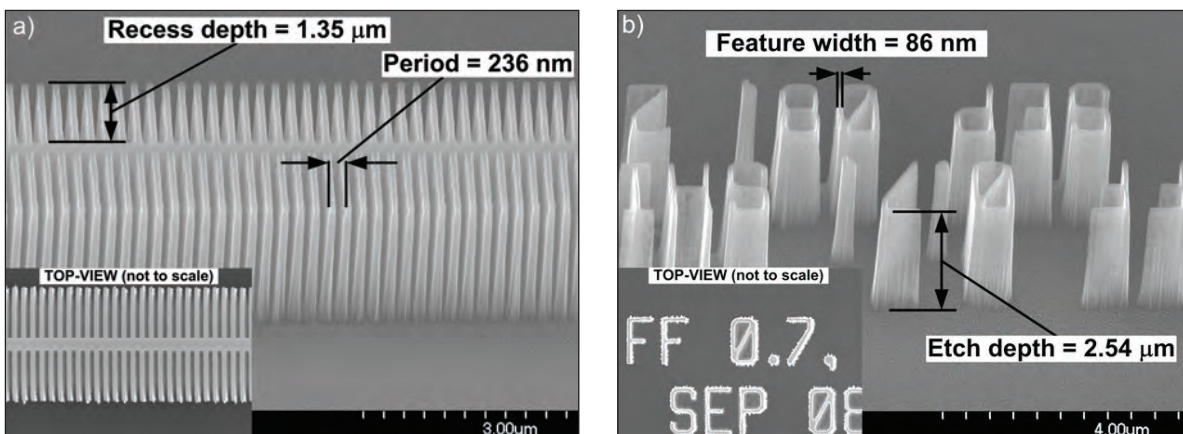 a)
Recess depth = 1.35 μm
Period = 236 nm
TOP-VIEW (not to scale)
3.00um
b)
Feature width = 86 nm
TOP-VIEW (not to scale)
FF 0.7,
SEP 08
Etch depth = 2.54 μm
4.00um